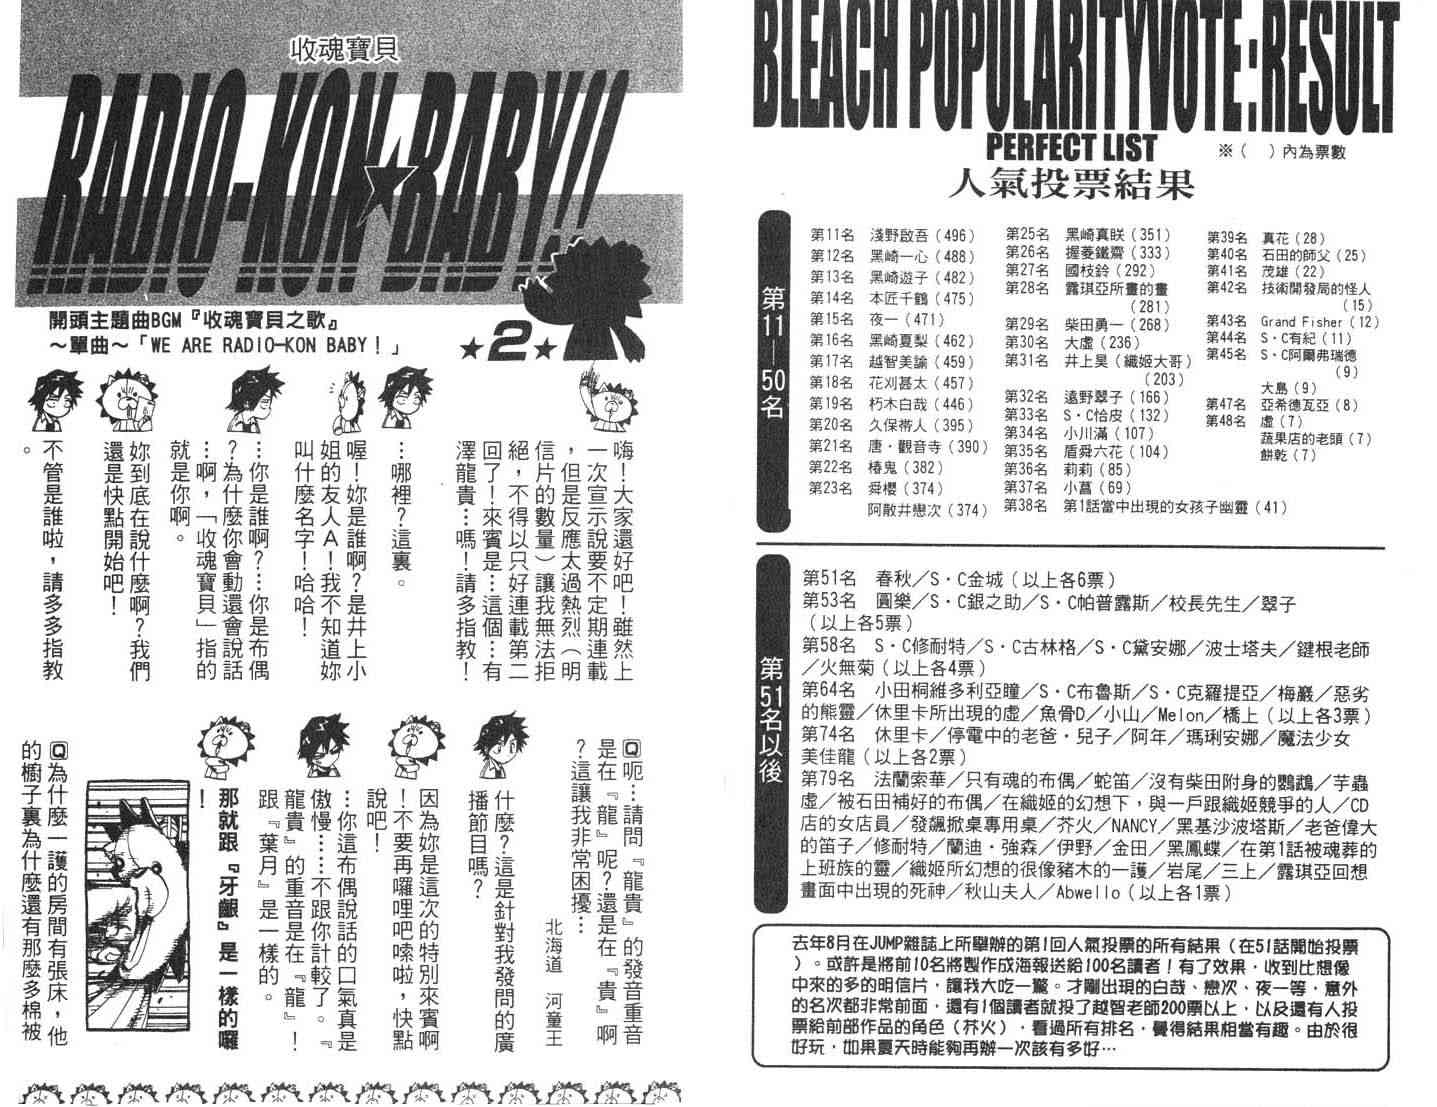 BLEACH POPULARITY VOTE:RESULT
PERFECT LIST
※( )內為票數
人氣投票結果
第11-50名
第11名 淺野啟吾(496)
第12名 黑崎一心(488)
第13名 黑崎遊子(482)
第14名 本匠千鶴(475)
第15名 夜一(471)
第16名 黑崎夏梨(462)
第17名 越智美諭(459)
第18名 花刈甚太(457)
第19名 朽木白哉(446)
第20名 久保帯人(395)
第21名 唐・觀音寺(390)
第22名 樁鬼(382)
第23名 舜櫻(374)
阿散井戀次(374)
第25名 黑崎真咲(351)
第26名 握菱鐵齋(333)
第27名 國枝鈴(292)
第28名 露琪亞所畫的畫
(281)
第29名 柴田勇一(268)
第30名 大虛(236)
第31名 井上昊(織姬大哥)
(203)
第32名 遠野翠子(166)
第33名 S・C恰皮(132)
第34名 小川滿(107)
第35名 盾舜六花(104)
第36名 莉莉(85)
第37名 小菖(69)
第38名 第1話當中出現的女孩子幽靈(41)
第39名 真花(28)
第40名 石田的師父(25)
第41名 茂雄(22)
第42名 技術開發局的怪人
(15)
第43名 Grand Fisher(12)
第44名 S・C有紀(11)
第45名 S・C阿爾弗瑞德
(9)
大島(9)
第47名 亞希德瓦亞(8)
第48名 虛(7)
蔬果店的老頭(7)
餅乾(7)
第51名以後
第51名 春秋/S・C金城(以上各6票)
第53名 圓樂/S・C銀之助/S・C帕普露斯/校長先生/翠子
(以上各5票)
第58名 S・C修耐特/S・C古林格/S・C黛安娜/波士塔夫/鍵根老師
/火無菊(以上各4票)
第64名 小田桐維多利亞瞳/S・C布魯斯/S・C克羅提亞/梅巖/惡劣
的熊靈/休里卡所出現的虛/魚骨D/小山/Melon/橋上(以上各3票)
第74名 休里卡/停電中的老爸・兒子/阿年/瑪琍安娜/魔法少女
美佳龍(以上各2票)
第79名 法蘭索華/只有魂的布偶/蛇笛/沒有柴田附身的鸚鵡/芋蟲
虛/被石田補好的布偶/在織姬的幻想下,與一戶跟織姬競爭的人/CD
店的女店員/發飆掀桌專用桌/芥火/NANCY/黑基沙波塔斯/老爸偉大
的笛子/修耐特/蘭迪・強森/伊野/金田/黑鳳蝶/在第1話被魂葬的
上班族的靈/織姬所幻想的很像豬木的一護/岩尾/三上/露琪亞回想
畫面中出現的死神/秋山夫人/Abwello(以上各1票)
去年8月在JUMP雜誌上所舉辦的第1回人氣投票的所有結果(在51話開始投票
)。或許是將前10名將製作成海報送給100名讀者!有了效果,收到比想像
中來的多的明信片,讓我大吃一驚。才剛出現的白哉、戀次、夜一等,意外
的名次都非常前面,還有1個讀者就投了越智老師200票以上,以及還有人投
票給前部作品的角色(芥火),看過所有排名,覺得結果相當有趣。由於很
好玩,如果夏天時能夠再辦一次該有多好…
收魂寶貝
RADIO-KON★BABY!!
開頭主題曲BGM『收魂寶貝之歌』
~單曲~「WE ARE RADIO-KON BABY!」
★2★
嗨!大家還好吧!雖然上
一次宣示說要不定期連載
,但是反應太過熱烈(明
信片的數量)讓我無法拒
絕,不得以只好連載第二
回了!來賓是…這個…有
澤龍貴…嗎!請多多指教!
…哪裡?這裏。
喔!妳是誰啊?是井上小
姐的友人A!我不知道妳
叫什麼名字!哈哈!
…你是誰啊?…你是布偶
?為什麼你會動還會說話
…啊,「收魂寶貝」指的
就是你啊。
妳到底在說什麼啊?我們
還是快點開始吧!
不管是誰啦,請多多指教
。
Q呃…請問『龍貴』的發音重音
是在『龍』呢?還是在『貴』啊
?這讓我非常困擾…
北海道 河童王
什麼?這是針對我發問的廣
播節目嗎?
因為妳是這次的特別來賓啊
!不要再囉哩吧嗦啦,快點
說吧!
…你這布偶說話的口氣真是
傲慢……不跟你計較了。『
龍貴』的重音是在『龍』!
跟『葉月』是一樣的。
那就跟『牙齦』是一樣的囉
!
Q為什麼一護的房間有張床,他
的櫥子裏為什麼還有那麼多棉被